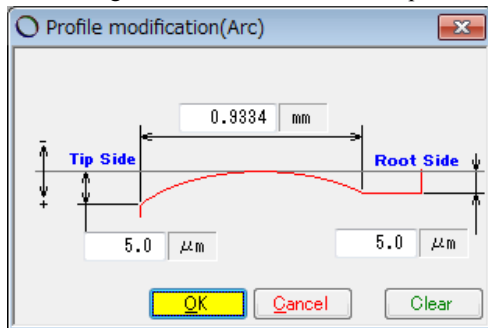 Profile modification(Arc)
0.9334 mm
-
Tip Side
Root Side
+
5.0 μm
5.0 μm
OK
Cancel
Clear